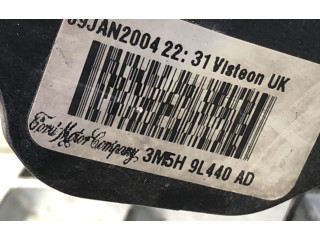 09JAN2004 22:31 Visteon UK
Ford Motor Company 3M5H 9L440 AD